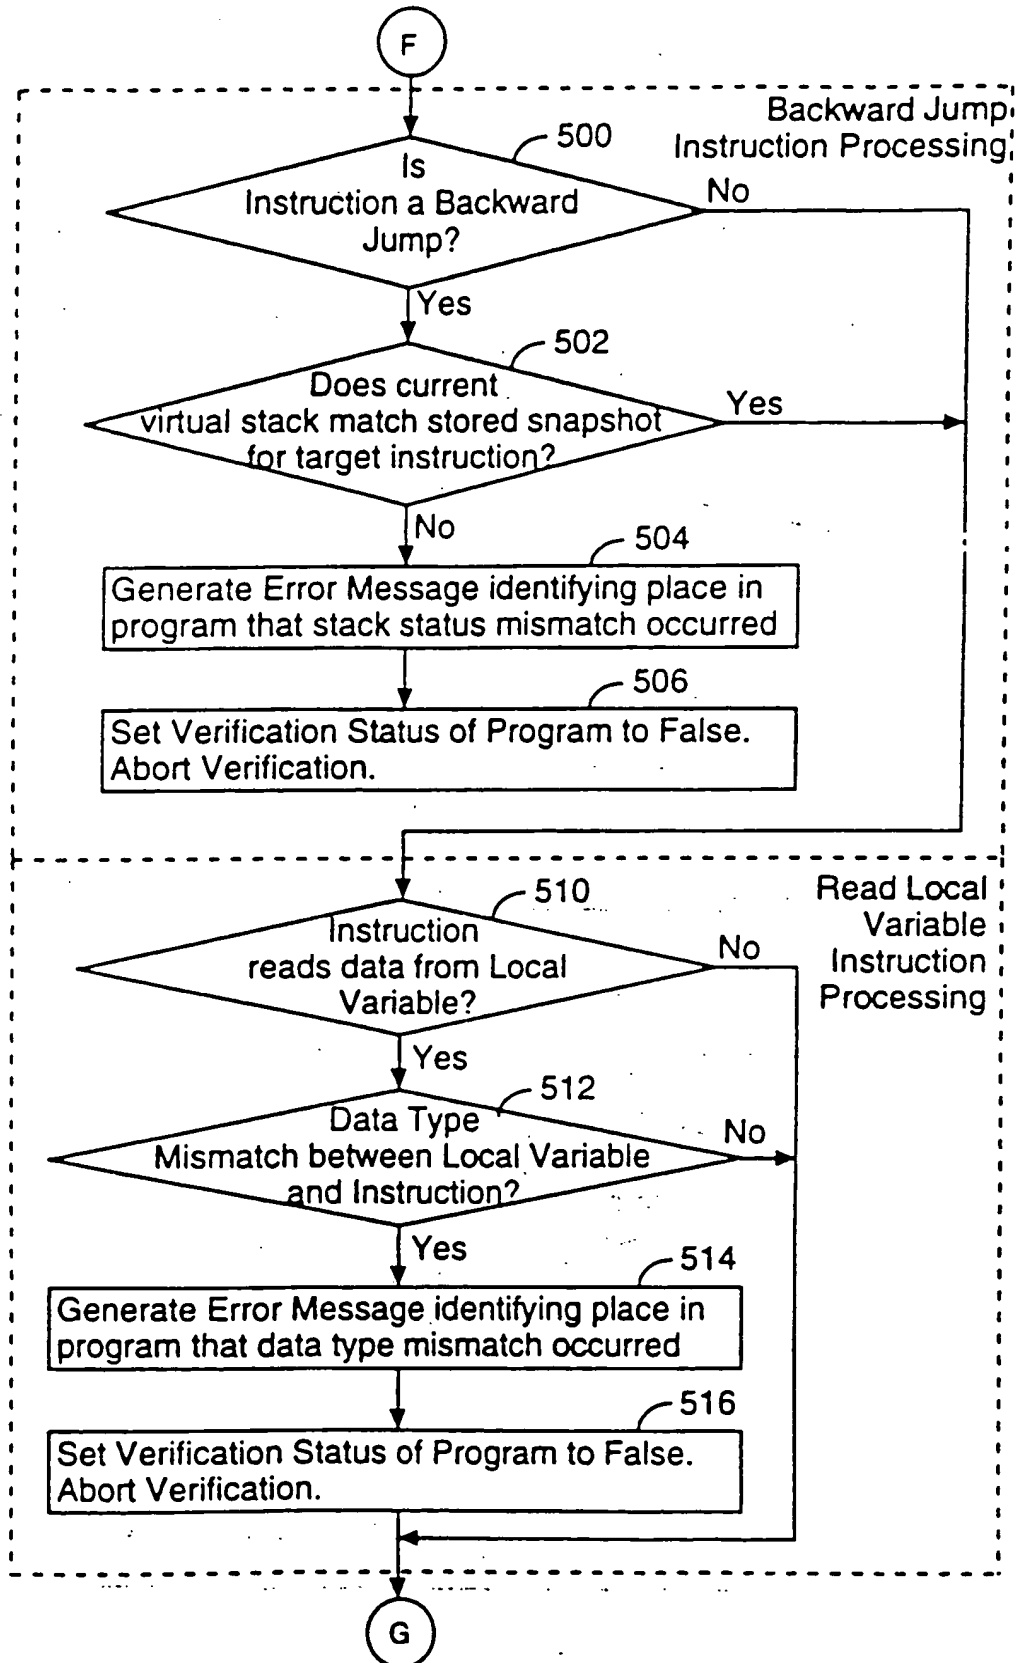 F
Backward Jump
Instruction Processing
500
Is
Instruction a Backward
Jump?
No
Yes
502
Does current
virtual stack match stored snapshot
for target instruction?
Yes
No
504
Generate Error Message identifying place in
program that stack status mismatch occurred
506
Set Verification Status of Program to False.
Abort Verification.
Read Local
Variable
Instruction
Processing
510
Instruction
reads data from Local
Variable?
No
Yes
512
Data Type
Mismatch between Local Variable
and Instruction?
No
Yes
514
Generate Error Message identifying place in
program that data type mismatch occurred
516
Set Verification Status of Program to False.
Abort Verification.
G